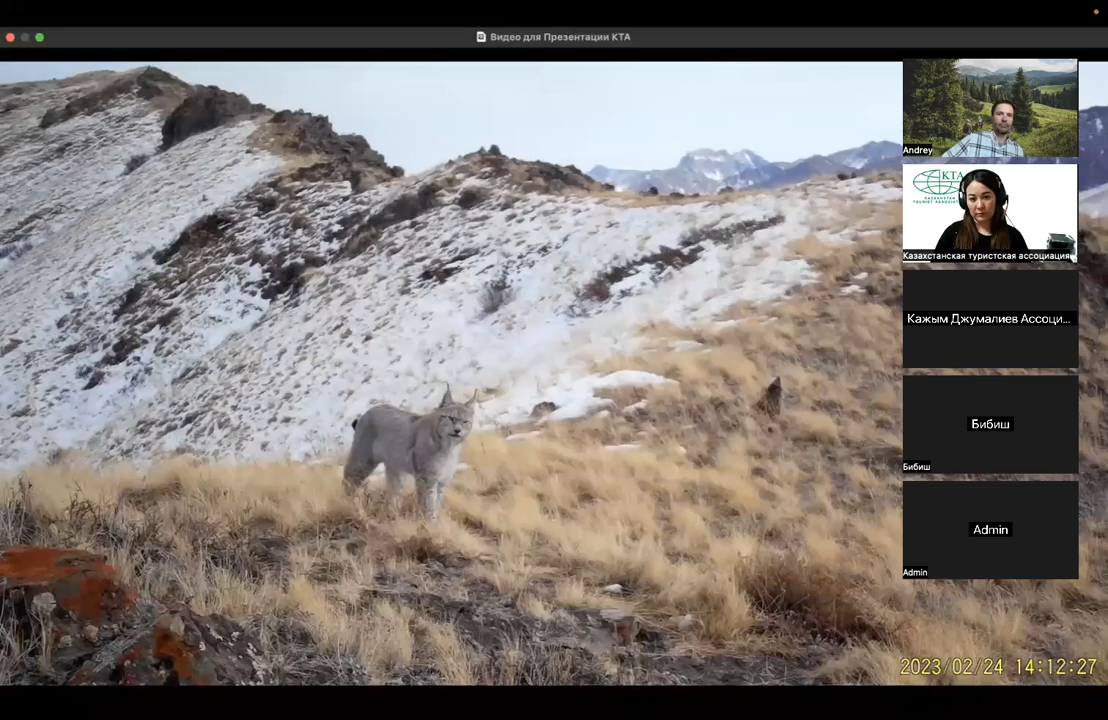 Видео для Презентации КТА
Andrey
KTA
KAZAKHSTAN
TOURIST ASSOCIATION
Казахстанская туристская ассоциация
Кажым Джумалиев Ассоци...
Бибиш
Бибиш
Admin
Admin
2023/02/24 14:12:27